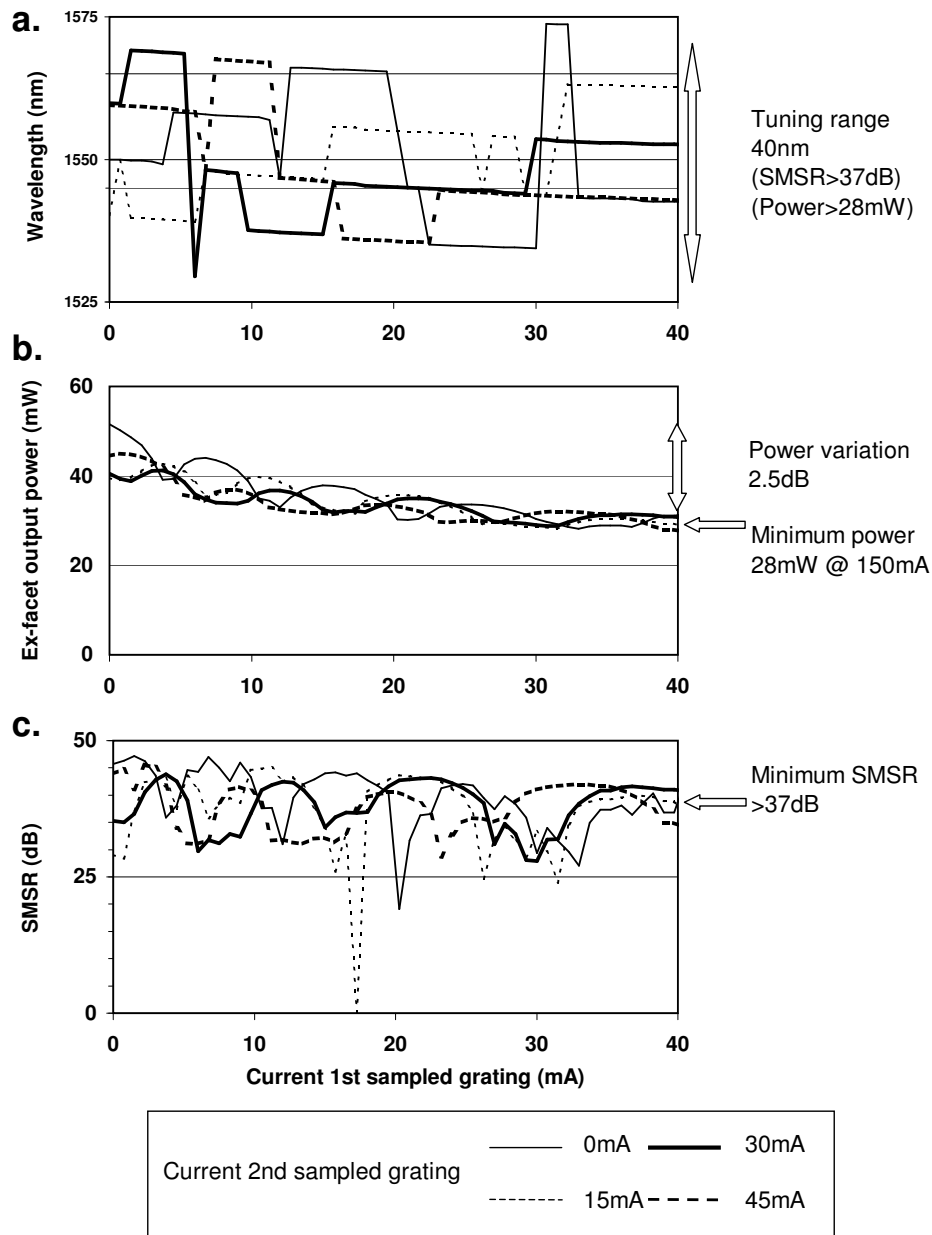 a.
Wavelength (nm)
1575
1550
1525
0 10 20 30 40
Tuning range
40nm
(SMSR>37dB)
(Power>28mW)
b.
Ex-facet output power (mW)
60
40
20
0
0 10 20 30 40
Power variation
2.5dB
Minimum power
28mW @ 150mA
c.
SMSR (dB)
50
25
0
0 10 20 30 40
Current 1st sampled grating (mA)
Minimum SMSR
>37dB
Current 2nd sampled grating
0mA 30mA
15mA 45mA